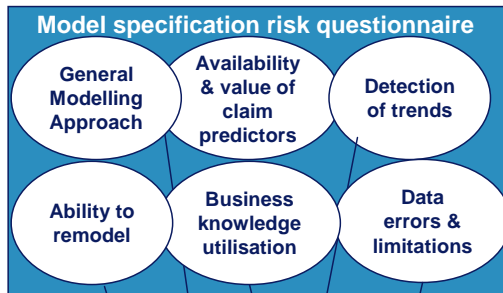 Model specification risk questionnaire
General
Modelling
Approach
Availability
& value of
claim
predictors
Detection
of trends
Ability to
remodel
Business
knowledge
utilisation
Data
errors &
limitations